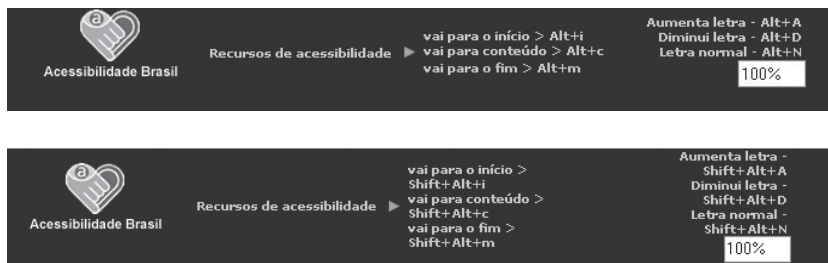 a
Acessibilidade Brasil
Recursos de acessibilidade
vai para o início > Alt+i
vai para conteúdo > Alt+c
vai para o fim > Alt+m
Aumenta letra - Alt+A
Diminui letra - Alt+D
Letra normal - Alt+N
100%
a
Acessibilidade Brasil
Recursos de acessibilidade
vai para o início >
Shift+Alt+i
vai para conteúdo >
Shift+Alt+c
vai para o fim >
Shift+Alt+m
Aumenta letra -
Shift+Alt+A
Diminui letra -
Shift+Alt+D
Letra normal -
Shift+Alt+N
100%